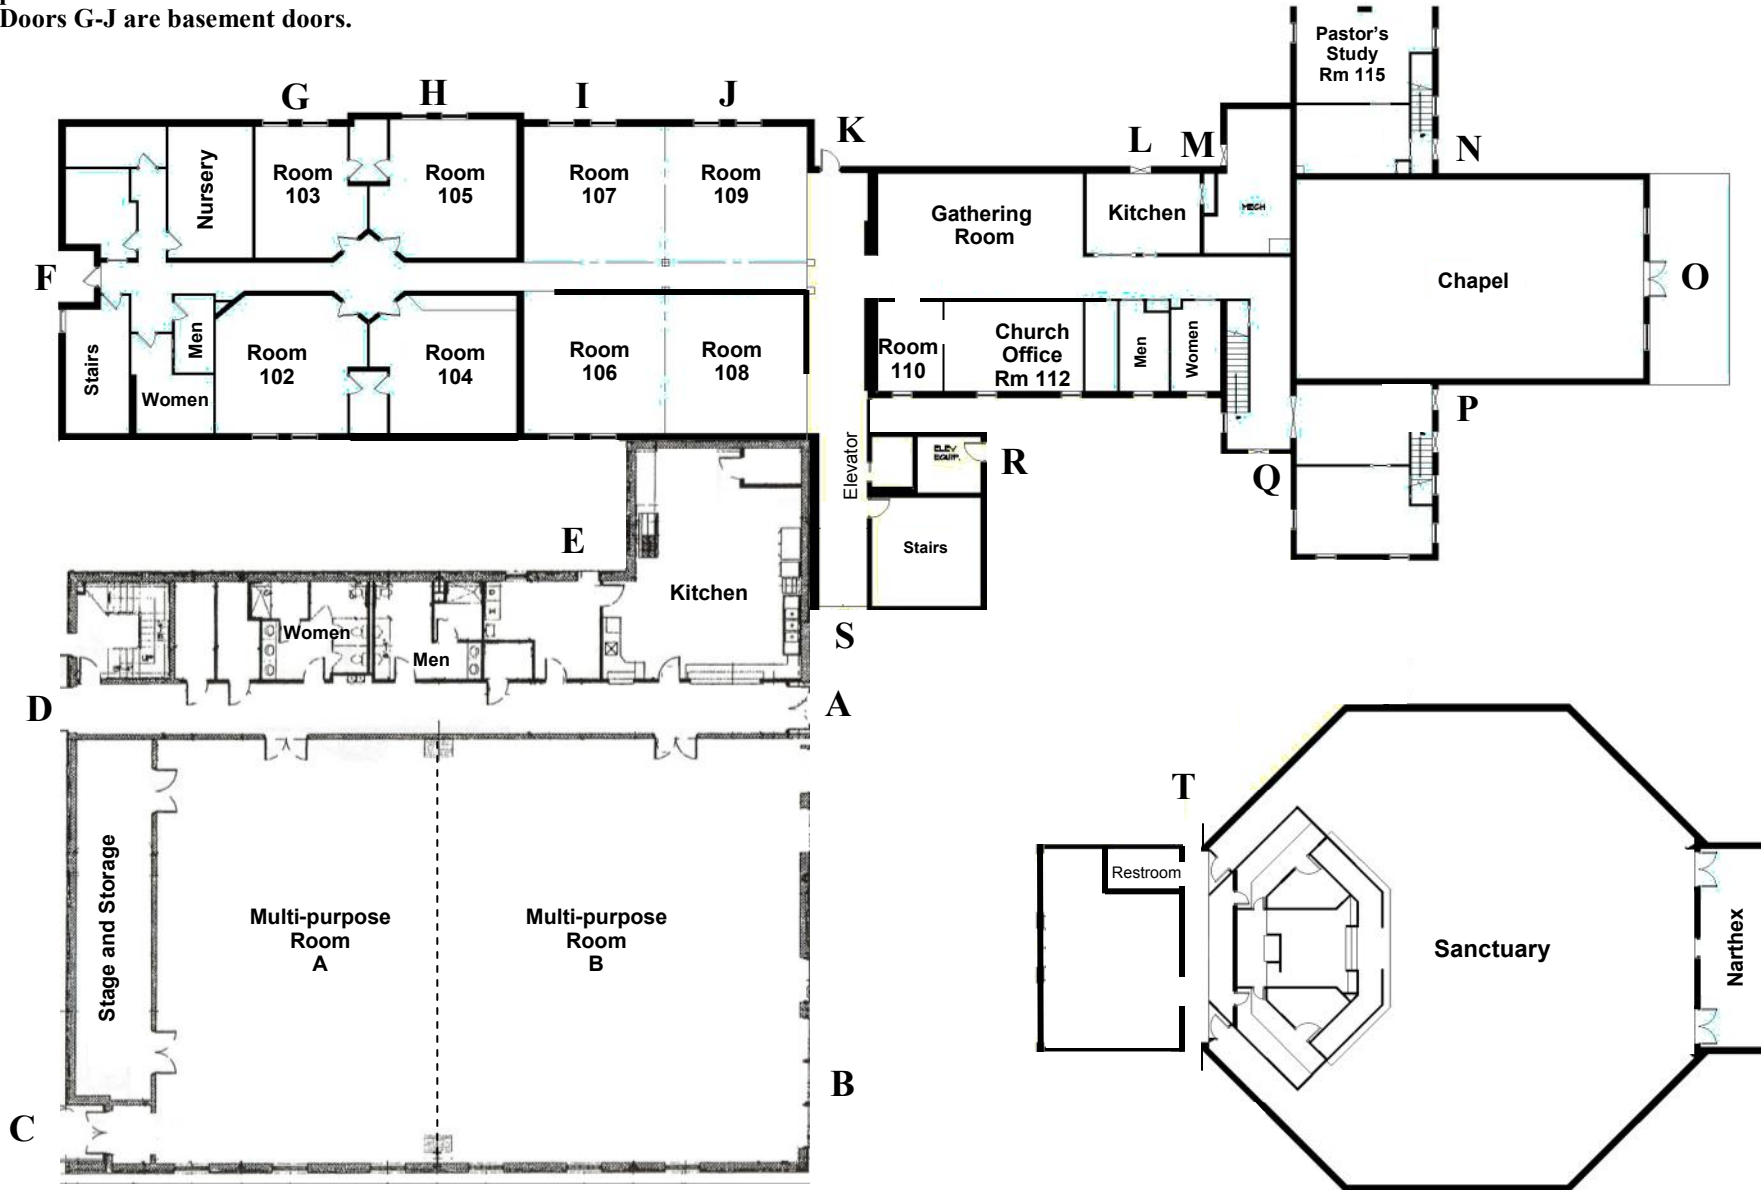 Doors G-J are basement doors.
Pastor's
Study
Rm 115
G
H
I
J
K
L
M
N
Nursery
Room
103
Room
105
Room
107
Room
109
Gathering
Room
Kitchen
MECH
Chapel
O
F
Stairs
Men
Women
Room
102
Room
104
Room
106
Room
108
Room
110
Church
Office
Rm 112
Men
Women
P
Q
Elevator
ELEV
EQUIP.
R
Stairs
S
E
Kitchen
Women
Men
D
A
Stage and Storage
Multi-purpose
Room
A
Multi-purpose
Room
B
C
B
T
Restroom
Sanctuary
Narthex